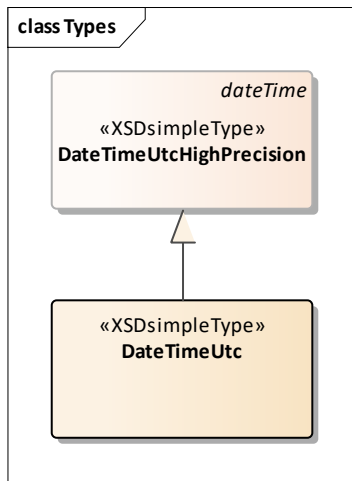 class Types
dateTime
«XSDsimpleType»
DateTimeUtcHighPrecision
«XSDsimpleType»
DateTimeUtc